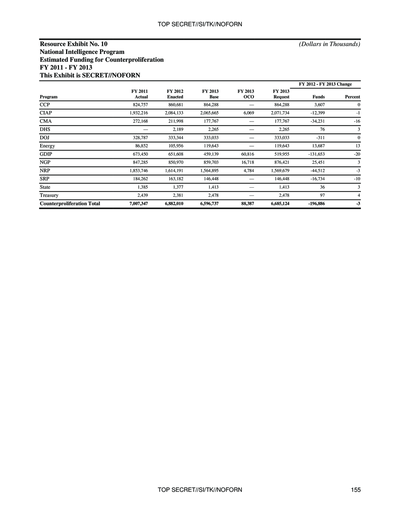 TOP SECRET//SI/TK/NOFORN
Resource Exhibit No. 10 (Dollars in Thousands)
National Intelligence Program
Estimated Funding for Counterproliferation
FY 2011 - FY 2013
This Exhibit is SECRET//NOFORN
FY 2012 - FY 2013 Change
FY 2011 FY 2012 FY 2013 FY 2013 FY 2013
Program Actual Enacted Base OCO Request Funds Percent
CCP 824,737 860,681 864,288 — 864,288 3,607 0
CIAP 1,932,216 2,084,133 2,065,665 6,069 2,071,734 -12,399 -1
CMA 272,168 211,998 177,767 — 177,767 -34,231 -16
DHS — 2,189 2,265 — 2,265 76 3
DOJ 328,787 333,344 333,033 — 333,033 -311 0
Energy 86,852 105,956 119,643 — 119,643 13,687 13
GDIP 673,450 651,608 459,139 60,816 519,955 -131,653 -20
NGP 847,285 850,970 859,703 16,718 876,421 25,451 3
NRP 1,853,746 1,614,191 1,564,895 4,784 1,569,679 -44,512 -3
SRP 184,262 163,182 146,448 — 146,448 -16,734 -10
State 1,385 1,377 1,413 — 1,413 36 3
Treasury 2,439 2,381 2,478 — 2,478 97 4
Counterproliferation Total 7,007,347 6,882,010 6,596,737 88,387 6,685,124 -196,886 -3
TOP SECRET//SI/TK/NOFORN 155